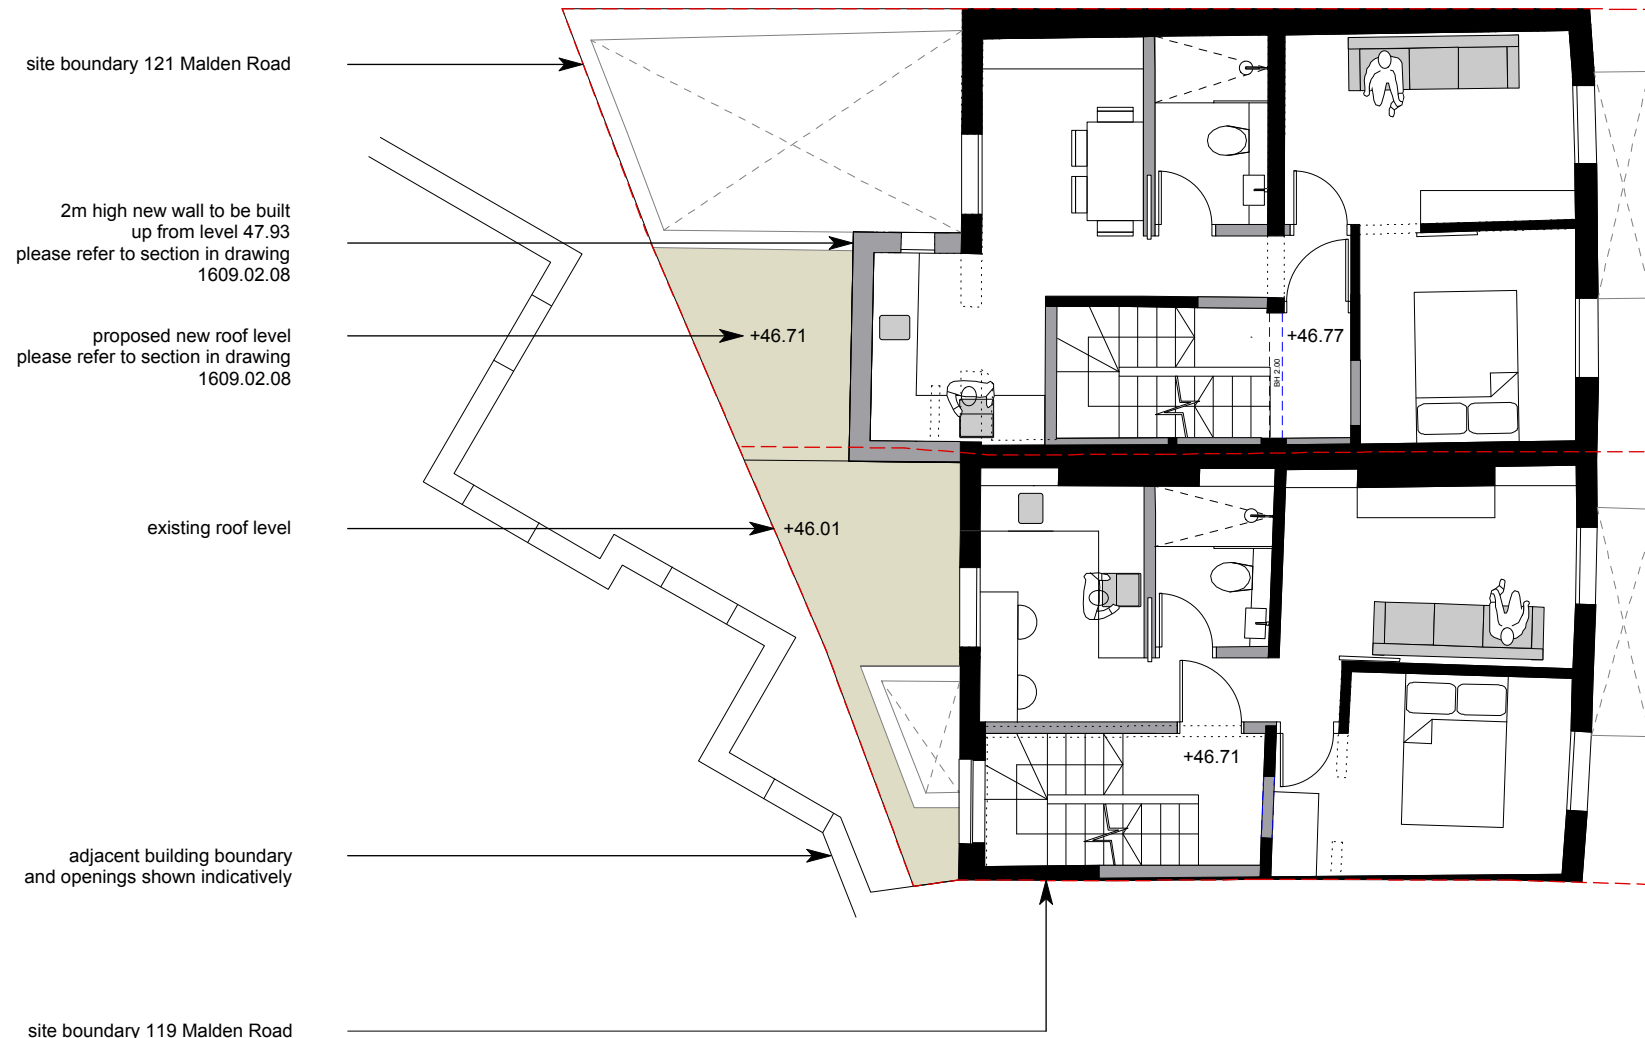 site boundary 121 Malden Road
2m high new wall to be built
up from level 47.93
please refer to section in drawing
1609.02.08
proposed new roof level
please refer to section in drawing
1609.02.08
+46.71
+46.77
BH 2.00
existing roof level
+46.01
+46.71
adjacent building boundary
and openings shown indicatively
site boundary 119 Malden Road